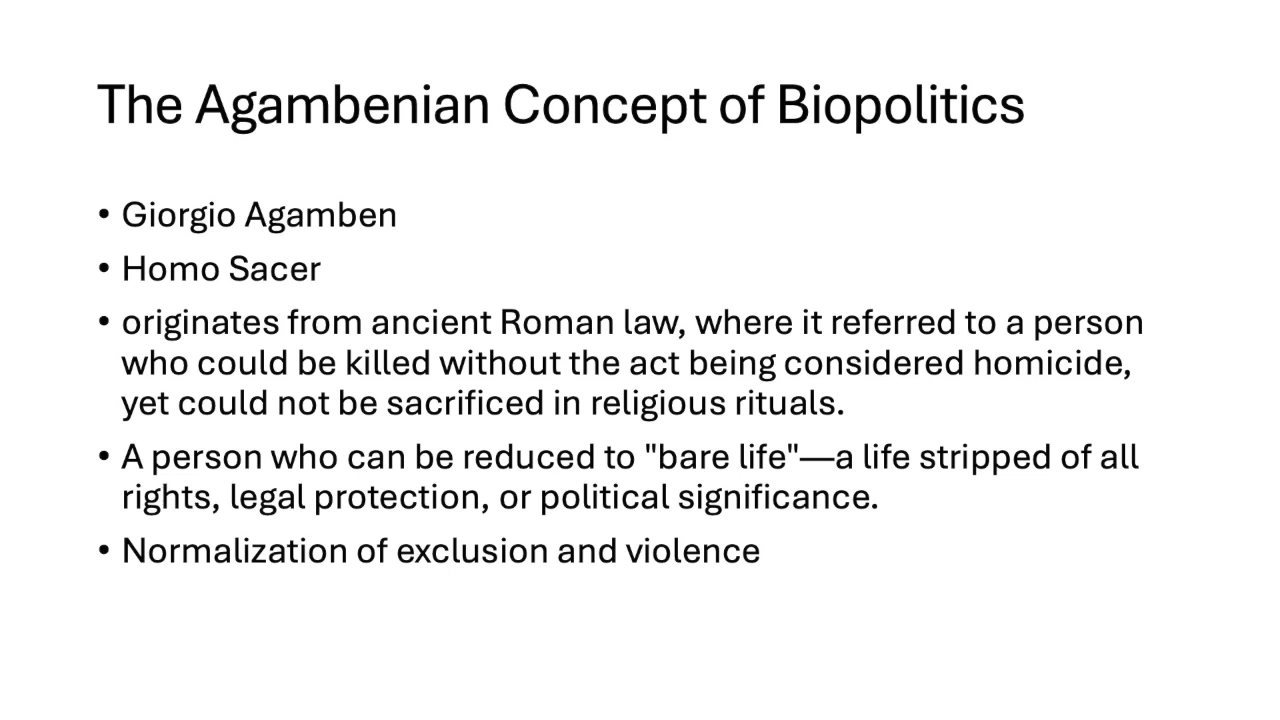 The Agambenian Concept of Biopolitics
• Giorgio Agamben
• Homo Sacer
• originates from ancient Roman law, where it referred to a person
who could be killed without the act being considered homicide,
yet could not be sacrificed in religious rituals.
• A person who can be reduced to "bare life"—a life stripped of all
rights, legal protection, or political significance.
• Normalization of exclusion and violence